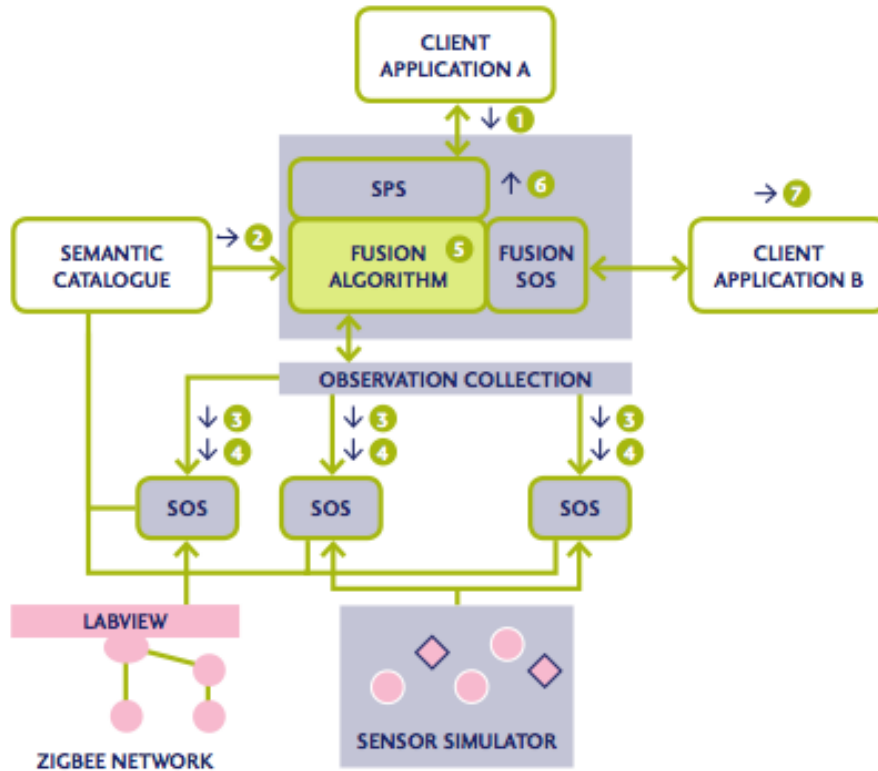 CLIENT
APPLICATION A
↓ 1
SPS
↑ 6
→ 7
SEMANTIC
CATALOGUE
→ 2
FUSION
ALGORITHM
5
FUSION
SOS
CLIENT
APPLICATION B
OBSERVATION COLLECTION
↓ 3
↓ 4
↓ 3
↓ 4
↓ 3
↓ 4
SOS
SOS
SOS
LABVIEW
ZIGBEE NETWORK
SENSOR SIMULATOR